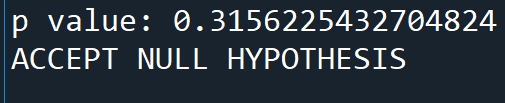 p value: 0.3156225432704824
ACCEPT NULL HYPOTHESIS